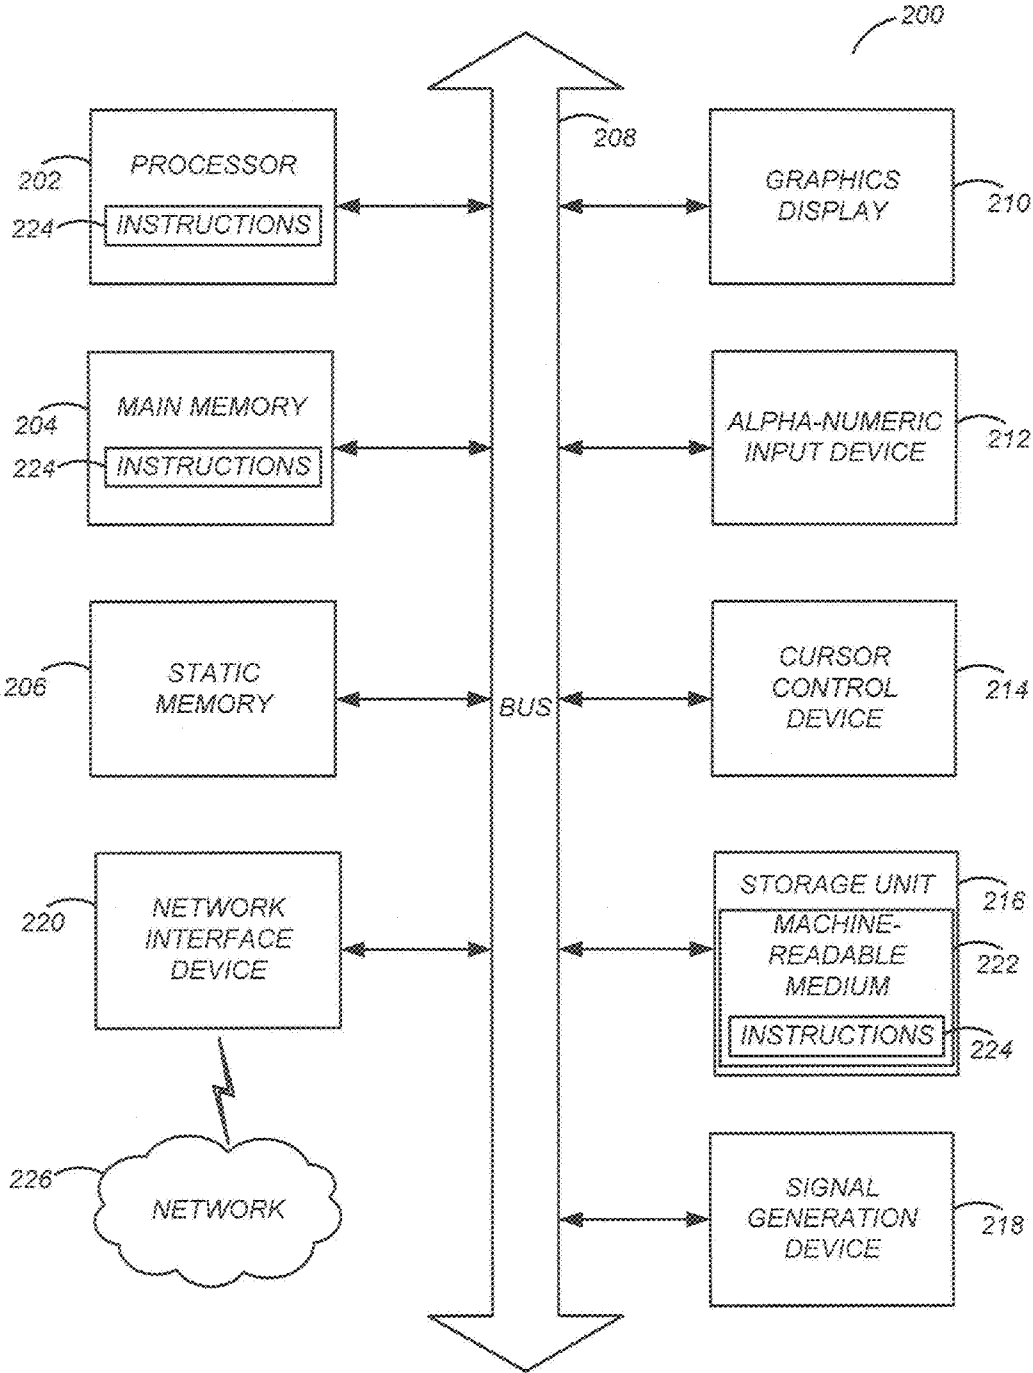 200
208
PROCESSOR
202
INSTRUCTIONS
224
GRAPHICS
DISPLAY
210
MAIN MEMORY
204
INSTRUCTIONS
224
ALPHA-NUMERIC
INPUT DEVICE
212
STATIC
MEMORY
206
BUS
CURSOR
CONTROL
DEVICE
214
NETWORK
INTERFACE
DEVICE
220
STORAGE UNIT
216
MACHINE-
READABLE
MEDIUM
222
INSTRUCTIONS
224
NETWORK
226
SIGNAL
GENERATION
DEVICE
218